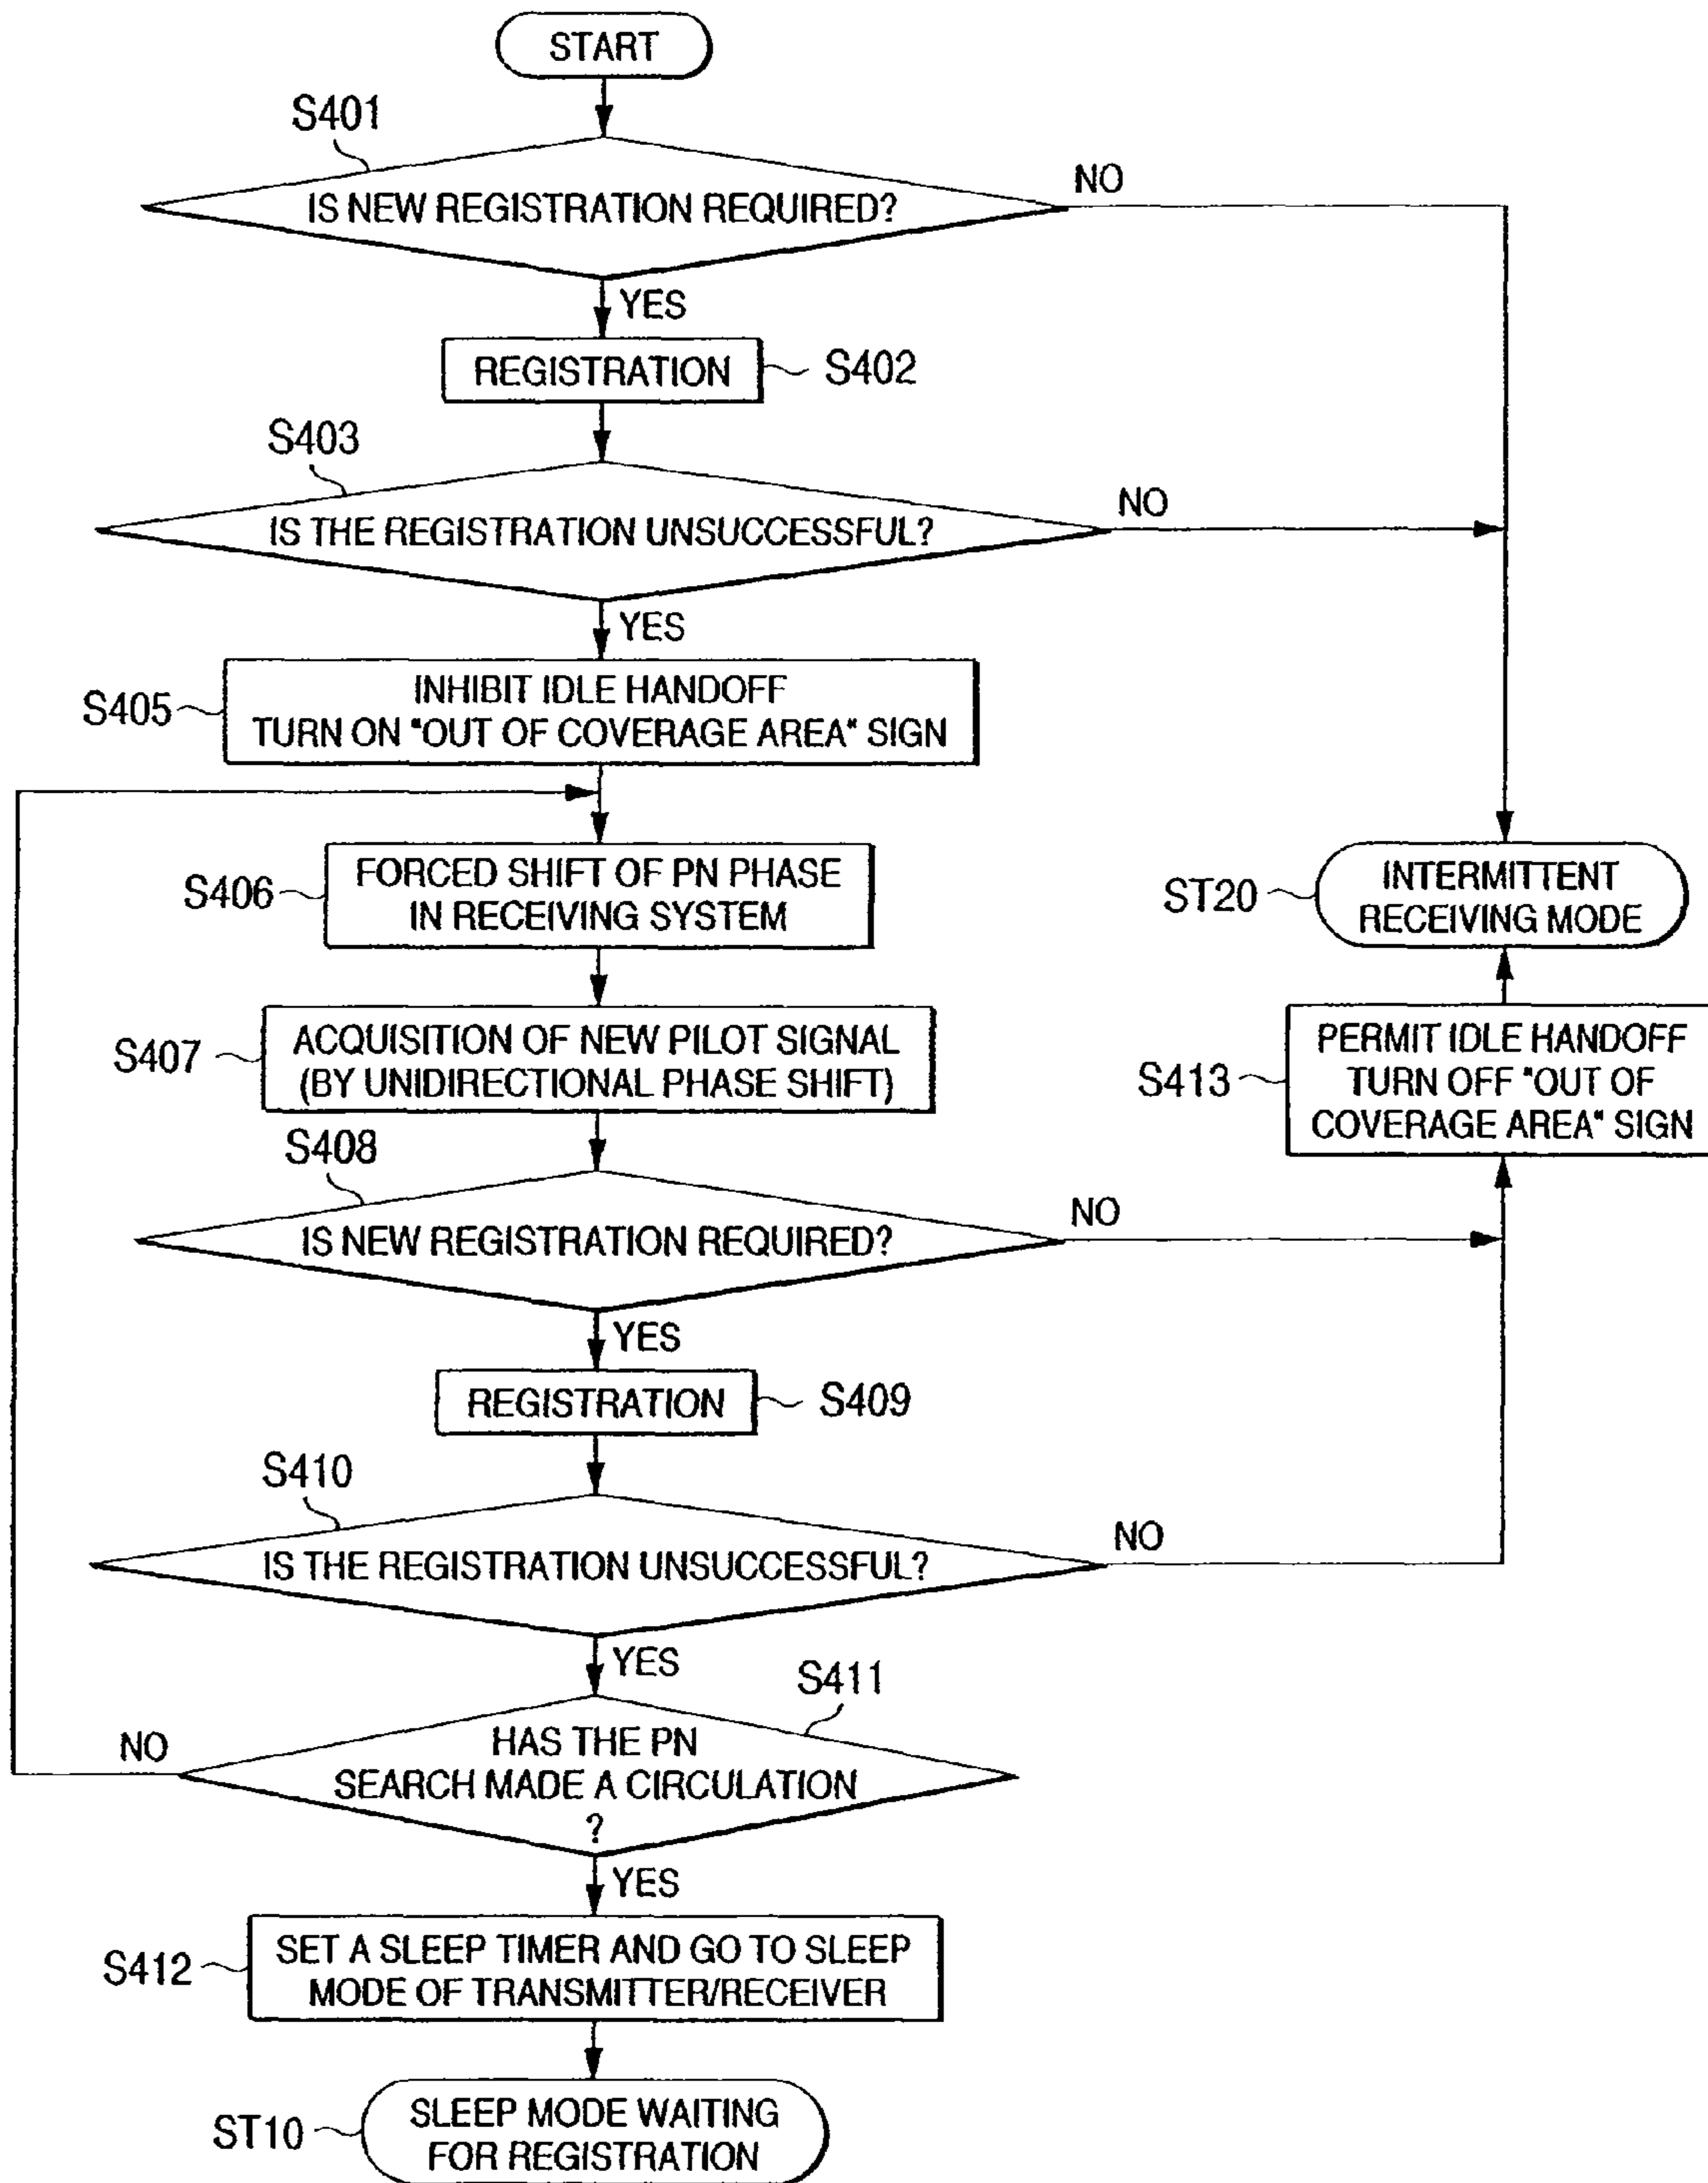 START
S401
IS NEW REGISTRATION REQUIRED?
NO
YES
REGISTRATION
S402
S403
IS THE REGISTRATION UNSUCCESSFUL?
NO
YES
S405
INHIBIT IDLE HANDOFF
TURN ON "OUT OF COVERAGE AREA" SIGN
S406
FORCED SHIFT OF PN PHASE
IN RECEIVING SYSTEM
ST20
INTERMITTENT
RECEIVING MODE
S407
ACQUISITION OF NEW PILOT SIGNAL
(BY UNIDIRECTIONAL PHASE SHIFT)
S413
PERMIT IDLE HANDOFF
TURN OFF "OUT OF
COVERAGE AREA" SIGN
S408
IS NEW REGISTRATION REQUIRED?
NO
YES
REGISTRATION
S409
S410
IS THE REGISTRATION UNSUCCESSFUL?
NO
YES
S411
HAS THE PN
SEARCH MADE A CIRCULATION
?
NO
YES
S412
SET A SLEEP TIMER AND GO TO SLEEP
MODE OF TRANSMITTER/RECEIVER
ST10
SLEEP MODE WAITING
FOR REGISTRATION